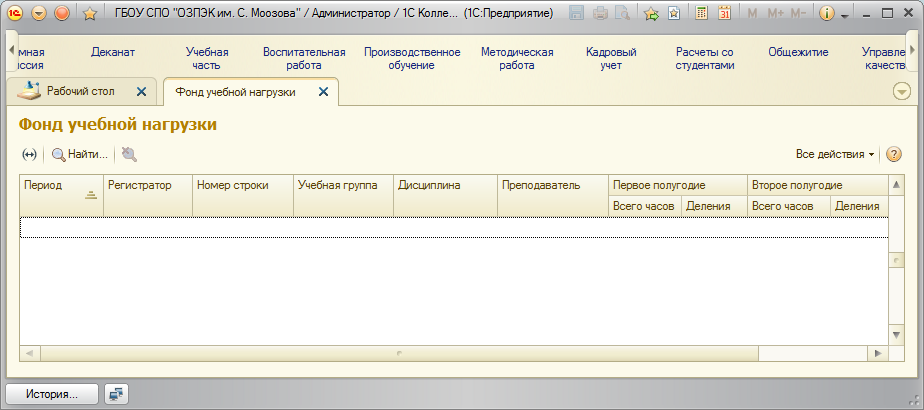 ГБОУ СПО "ОЗПЭК им. С. Моозова" / Администратор / 1С Колле... (1С:Предприятие)
M M+ M-
мная
иссия
Деканат
Учебная
часть
Воспитательная
работа
Производственное
обучение
Методическая
работа
Кадровый
учет
Расчеты со
студентами
Общежитие
Управле
качеств
Рабочий стол
Фонд учебной нагрузки
Фонд учебной нагрузки
Найти...
Все действия
Период
Регистратор
Номер строки
Учебная группа
Дисциплина
Преподаватель
Первое полугодие
Второе полугодие
Всего часов
Деления
Всего часов
Деления
История...